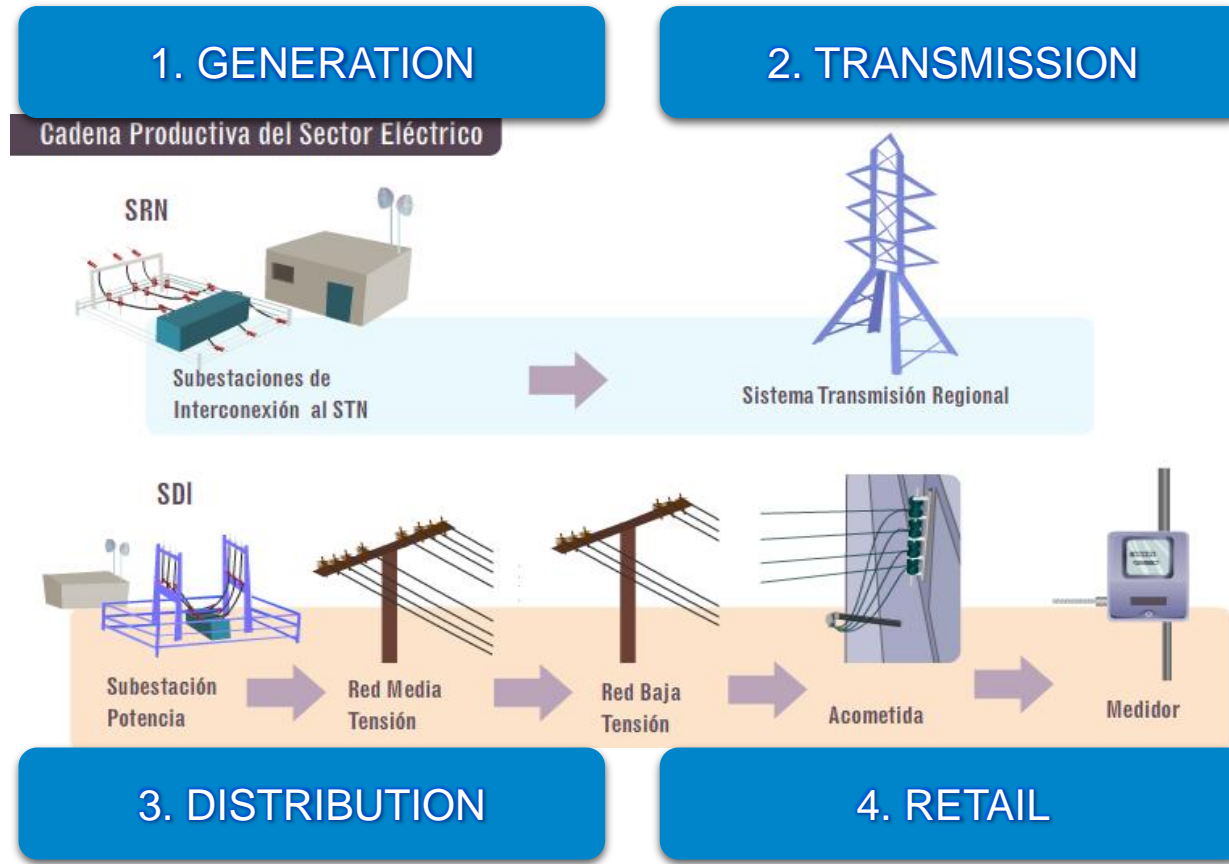 1. GENERATION
2. TRANSMISSION
Cadena Productiva del Sector Eléctrico
SRN
Subestaciones de
Interconexión al STN
Sistema Transmisión Regional
SDI
Subestación
Potencia
Red Media
Tensión
Red Baja
Tensión
Acometida
Medidor
3. DISTRIBUTION
4. RETAIL